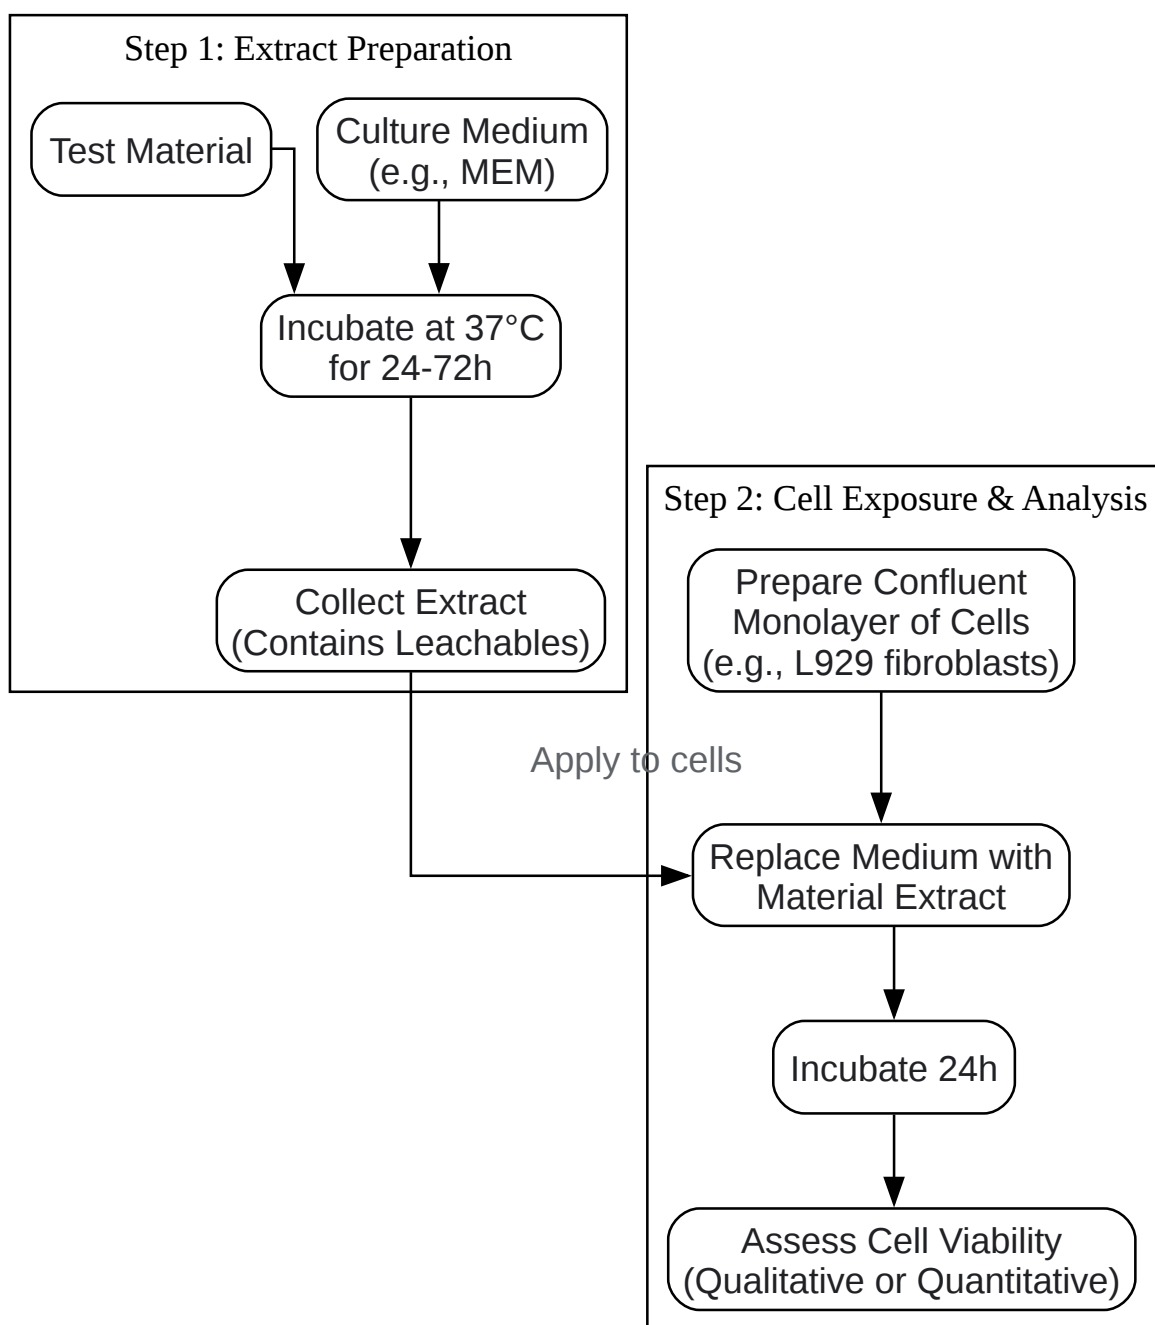 Step 1: Extract Preparation
Test Material
Culture Medium
(e.g., MEM)
Incubate at 37°C
for 24-72h
Collect Extract
(Contains Leachables)
Step 2: Cell Exposure & Analysis
Prepare Confluent
Monolayer of Cells
(e.g., L929 fibroblasts)
Apply to cells
Replace Medium with
Material Extract
Incubate 24h
Assess Cell Viability
(Qualitative or Quantitative)